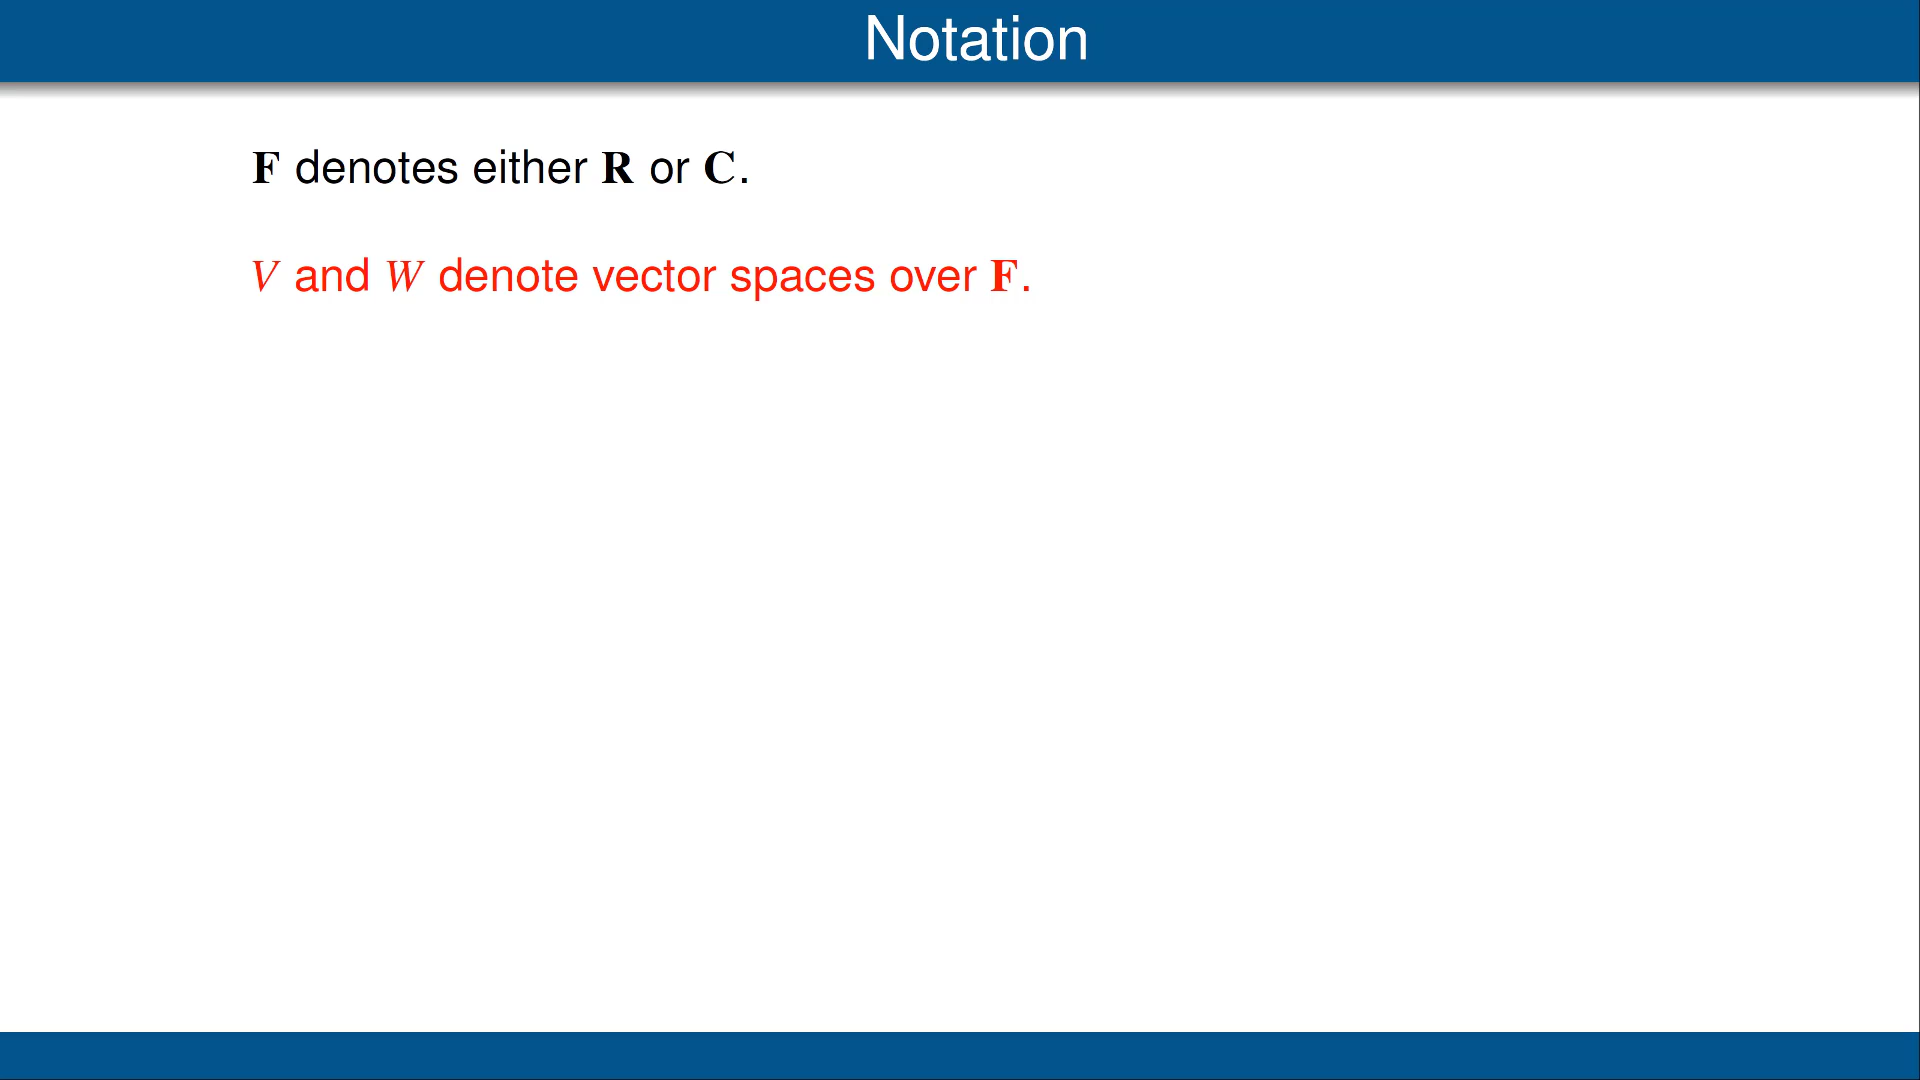 Notation
F denotes either R or C.
V and W denote vector spaces over F.